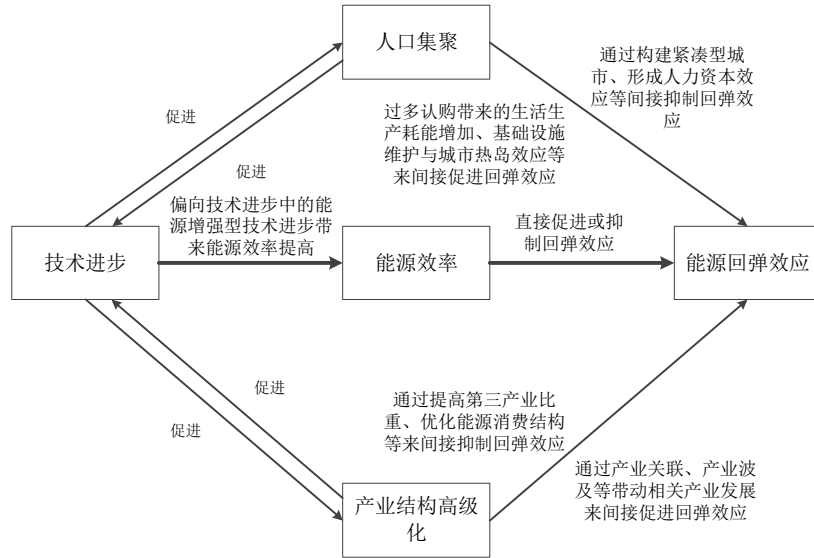 人口集聚
通过构建紧凑型城
市、形成人力资本效
应等间接抑制回弹效
应
促进
过多认购带来的生活生
产耗能增加、基础设施
维护与城市热岛效应等
来间接促进回弹效应
促进
偏向技术进步中的能
源增强型技术进步带
来能源效率提高
直接促进或抑
制回弹效应
技术进步
能源效率
能源回弹效应
促进
促进
通过提高第三产业比
重、优化能源消费结构
等来间接抑制回弹效应
通过产业关联、产业波
及等带动相关产业发展
来间接促进回弹效应
产业结构高级
化